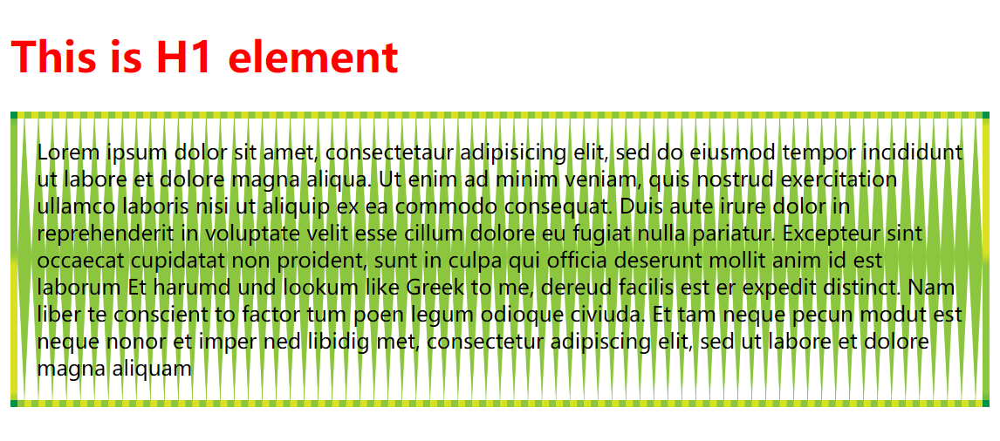 This is H1 element
Lorem ipsum dolor sit amet, consectetaur adipisicing elit, sed do eiusmod tempor incididunt
ut labore et dolore magna aliqua. Ut enim ad minim veniam, quis nostrud exercitation
ullamco laboris nisi ut aliquip ex ea commodo consequat. Duis aute irure dolor in
reprehenderit in voluptate velit esse cillum dolore eu fugiat nulla pariatur. Excepteur sint
occaecat cupidatat non proident, sunt in culpa qui officia deserunt mollit anim id est
laborum Et harumd und lookum like Greek to me, dereud facilis est er expedit distinct. Nam
liber te conscient to factor tum poen legum odioque civiuda. Et tam neque pecun modut est
neque nonor et imper ned libidig met, consectetur adipiscing elit, sed ut labore et dolore
magna aliquam